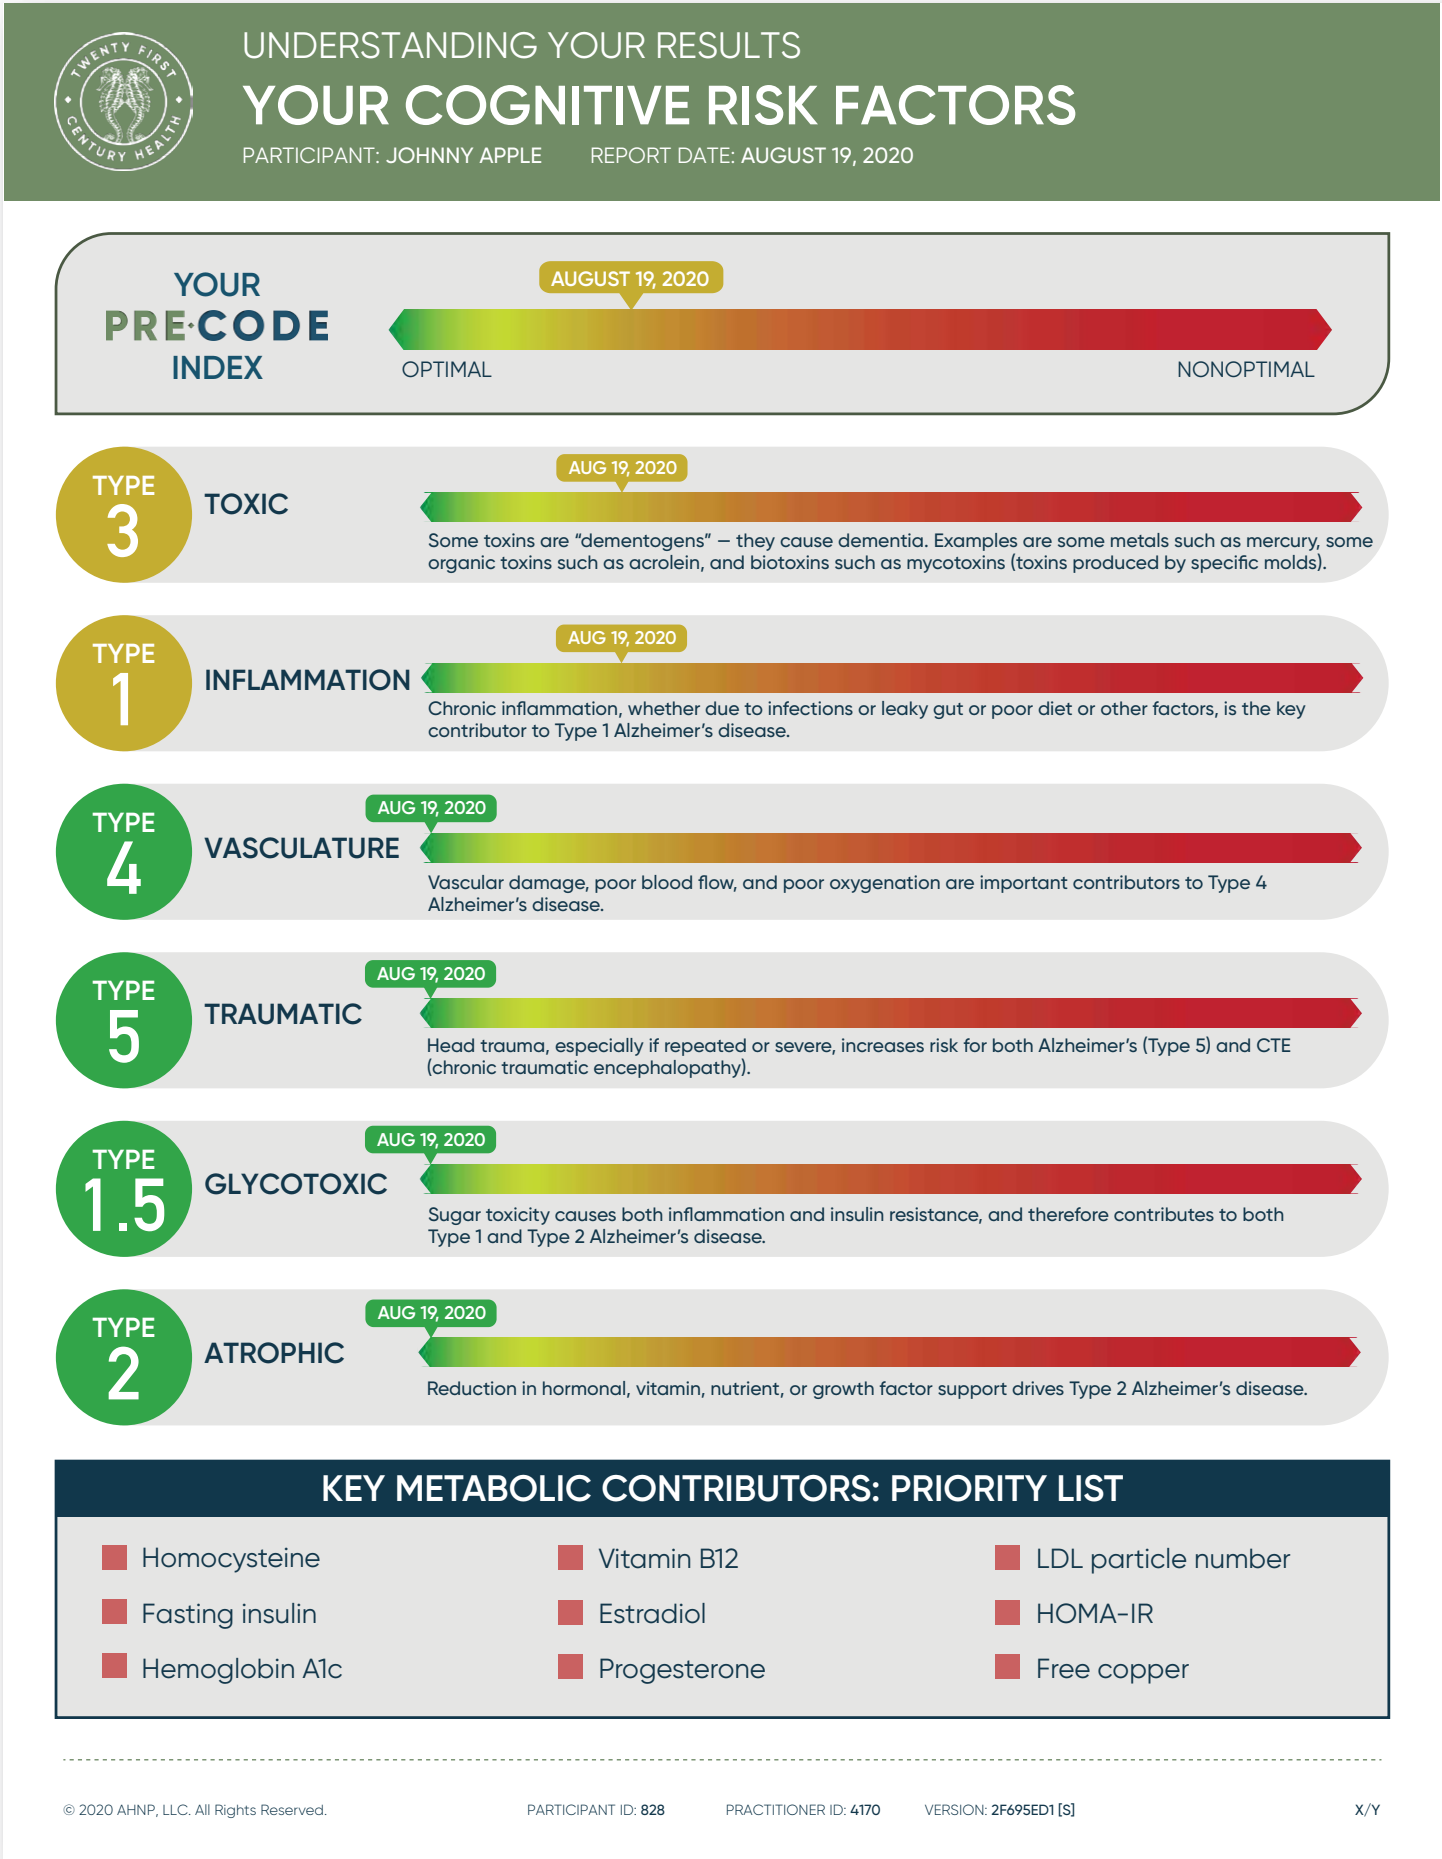 TWENTY FIRST
CENTURY HEALTH
UNDERSTANDING YOUR RESULTS
YOUR COGNITIVE RISK FACTORS
PARTICIPANT: JOHNNY APPLE REPORT DATE: AUGUST 19, 2020
YOUR
PRE·CODE
INDEX
AUGUST 19, 2020
OPTIMAL NONOPTIMAL
TYPE
3
TOXIC
AUG 19, 2020
Some toxins are “dementogens” – they cause dementia. Examples are some metals such as mercury, some
organic toxins such as acrolein, and biotoxins such as mycotoxins (toxins produced by specific molds).
TYPE
1
INFLAMMATION
AUG 19, 2020
Chronic inflammation, whether due to infections or leaky gut or poor diet or other factors, is the key
contributor to Type 1 Alzheimer’s disease.
TYPE
4
VASCULATURE
AUG 19, 2020
Vascular damage, poor blood flow, and poor oxygenation are important contributors to Type 4
Alzheimer’s disease.
TYPE
5
TRAUMATIC
AUG 19, 2020
Head trauma, especially if repeated or severe, increases risk for both Alzheimer’s (Type 5) and CTE
(chronic traumatic encephalopathy).
TYPE
1.5
GLYCOTOXIC
AUG 19, 2020
Sugar toxicity causes both inflammation and insulin resistance, and therefore contributes to both
Type 1 and Type 2 Alzheimer’s disease.
TYPE
2
ATROPHIC
AUG 19, 2020
Reduction in hormonal, vitamin, nutrient, or growth factor support drives Type 2 Alzheimer’s disease.
KEY METABOLIC CONTRIBUTORS: PRIORITY LIST
Homocysteine Vitamin B12 LDL particle number
Fasting insulin Estradiol HOMA-IR
Hemoglobin A1c Progesterone Free copper
© 2020 AHNP, LLC. All Rights Reserved. PARTICIPANT ID: 828 PRACTITIONER ID: 4170 VERSION: 2F695ED1 [S] X/Y